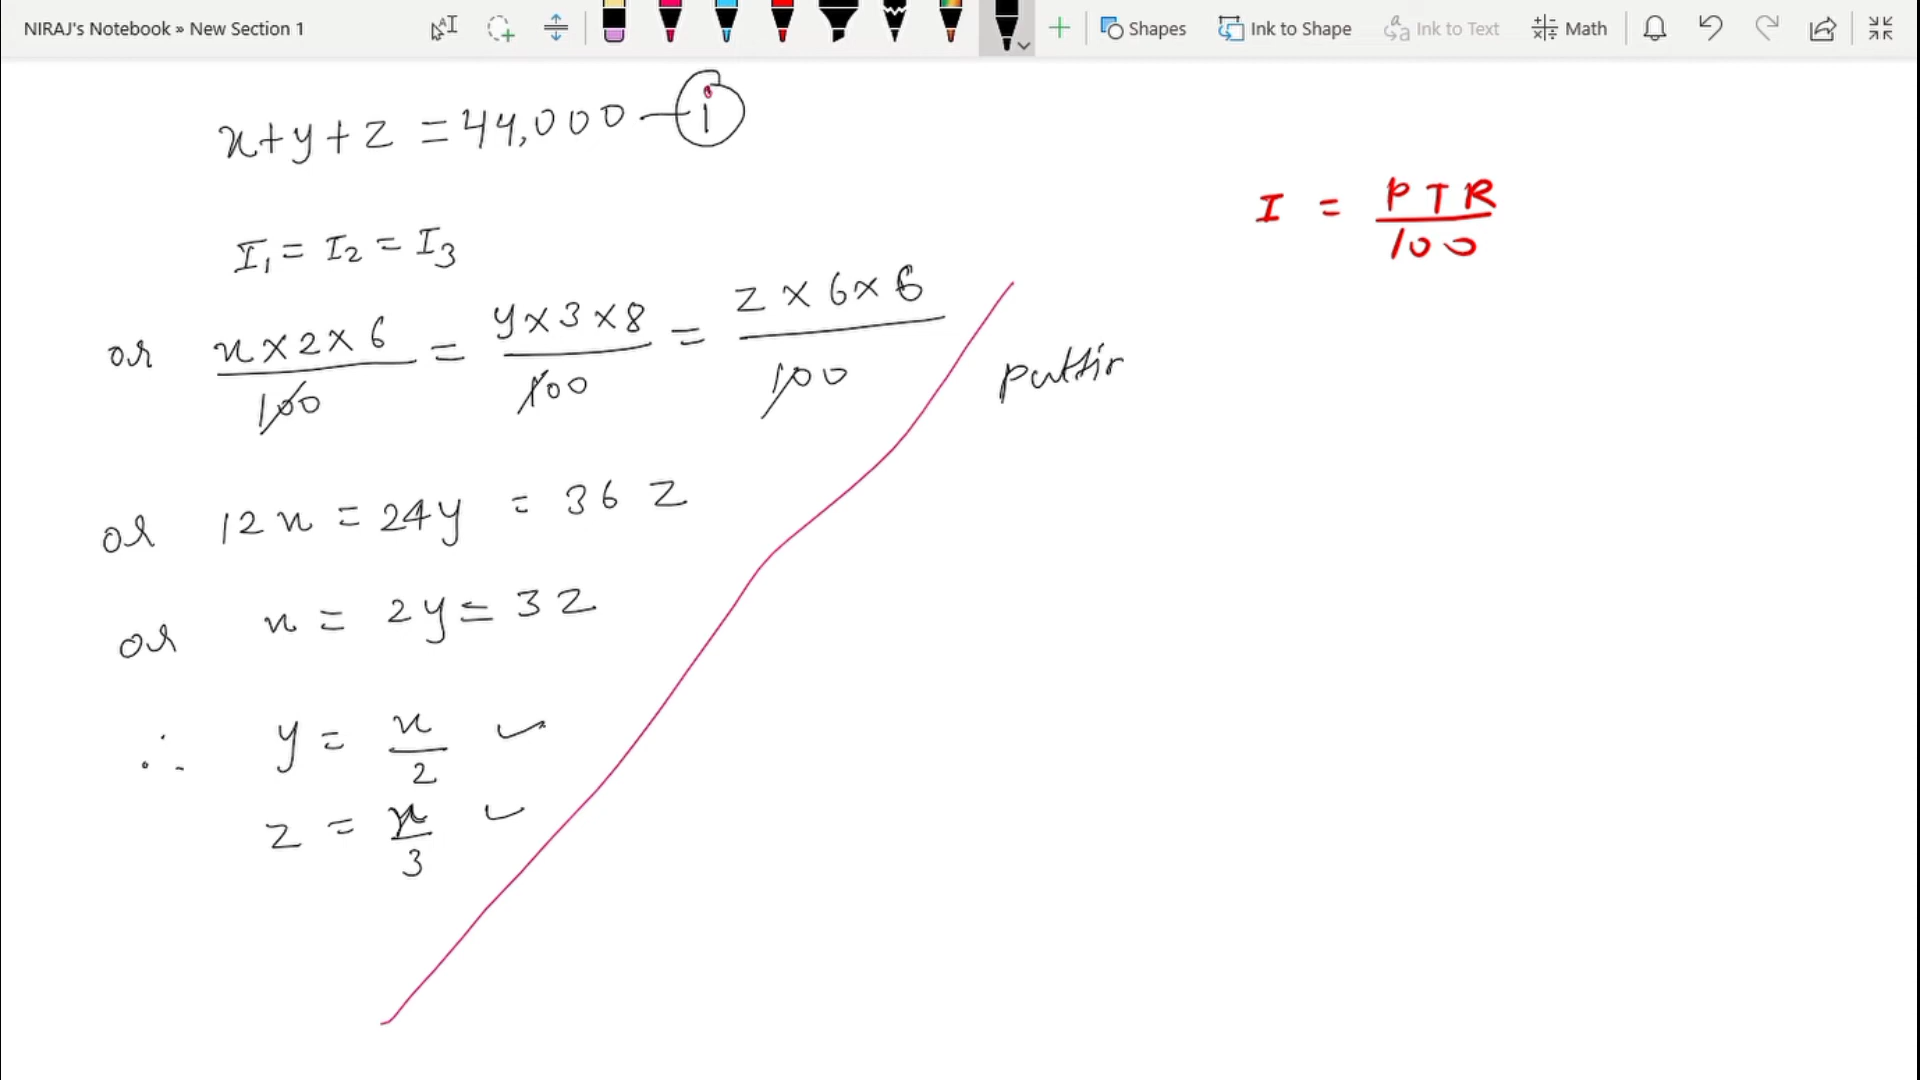 NIRAJ's Notebook » New Section 1
Shapes
Ink to Shape
Ink to Text
Math
x+y+z = 44,000 — i
I₁ = I₂ = I₃
or x×2×6/100 = y×3×8/100 = z×6×6/100
or 12x = 24y = 36z
or x = 2y = 3z
∴ y = x/2 ✓
z = x/3 ✓
I = PTR/100
puttin